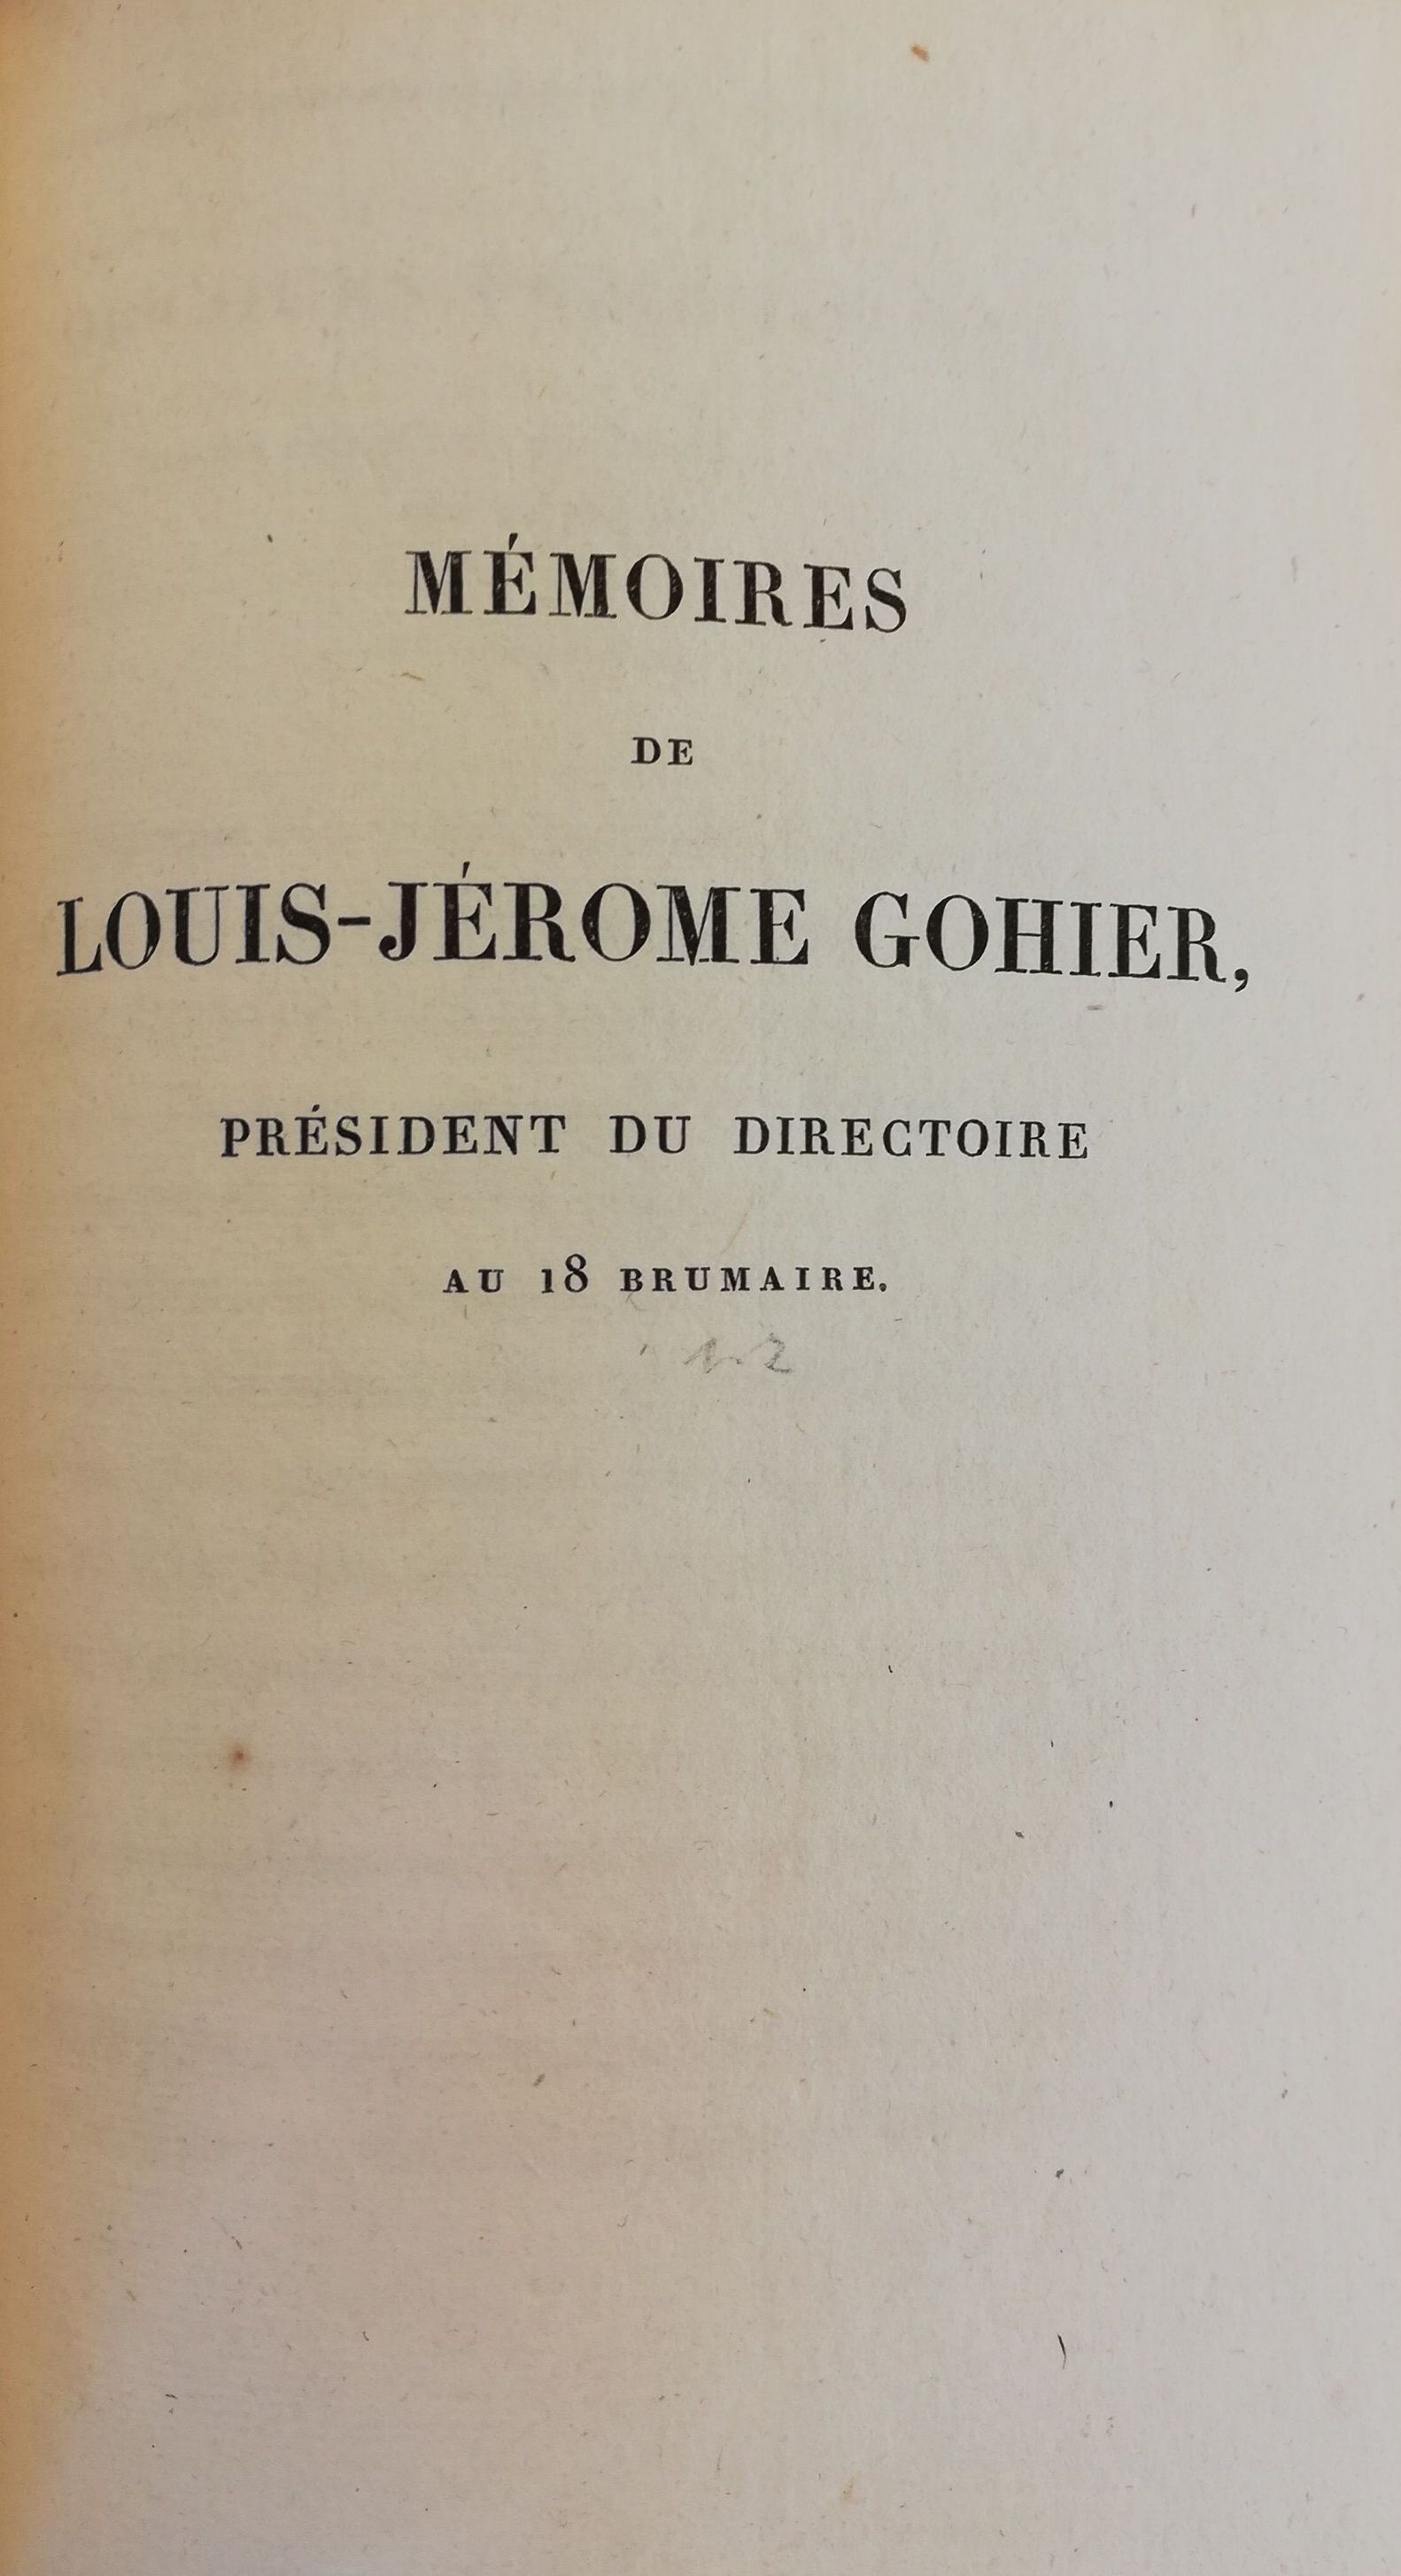 MÉMOIRES
DE
LOUIS-JÉROME GOHIER,
PRÉSIDENT DU DIRECTOIRE
AU 18 BRUMAIRE.
1-2